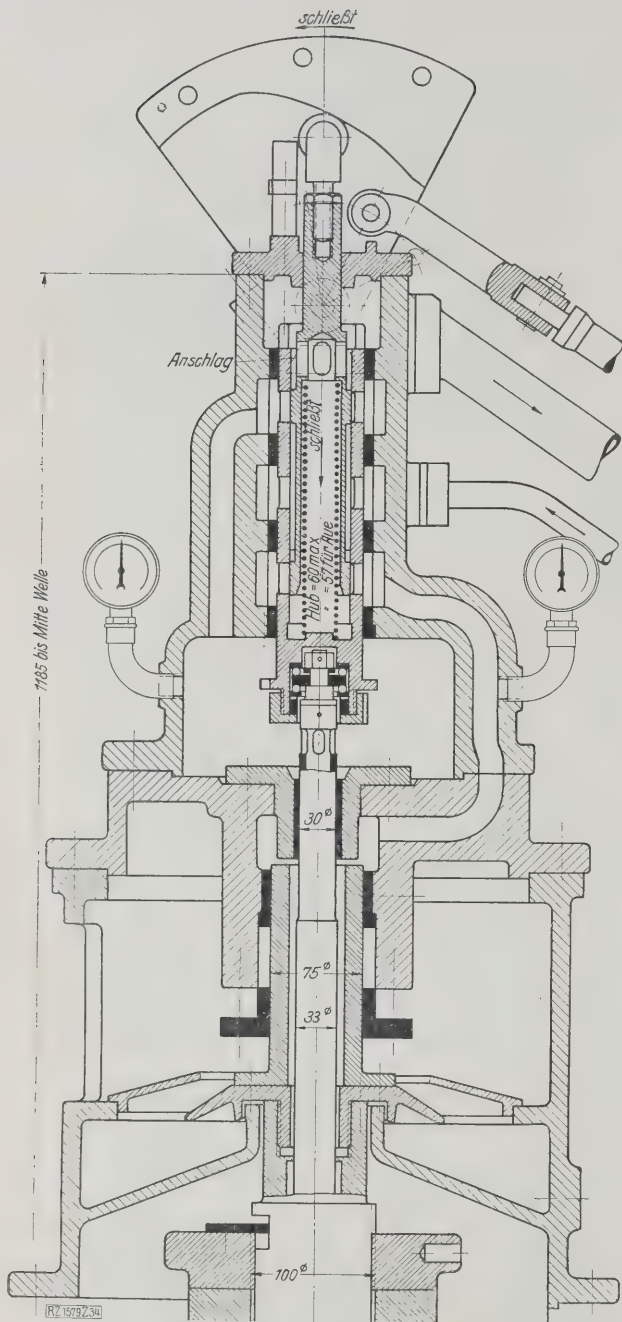 schließt
Anschlag
schließt
Hub = 60 max
" = 57 für Aue
1185 bis Mitte Welle
30 ⌀
75 ⌀
33 ⌀
100 ⌀
RZ 1579 Z 34